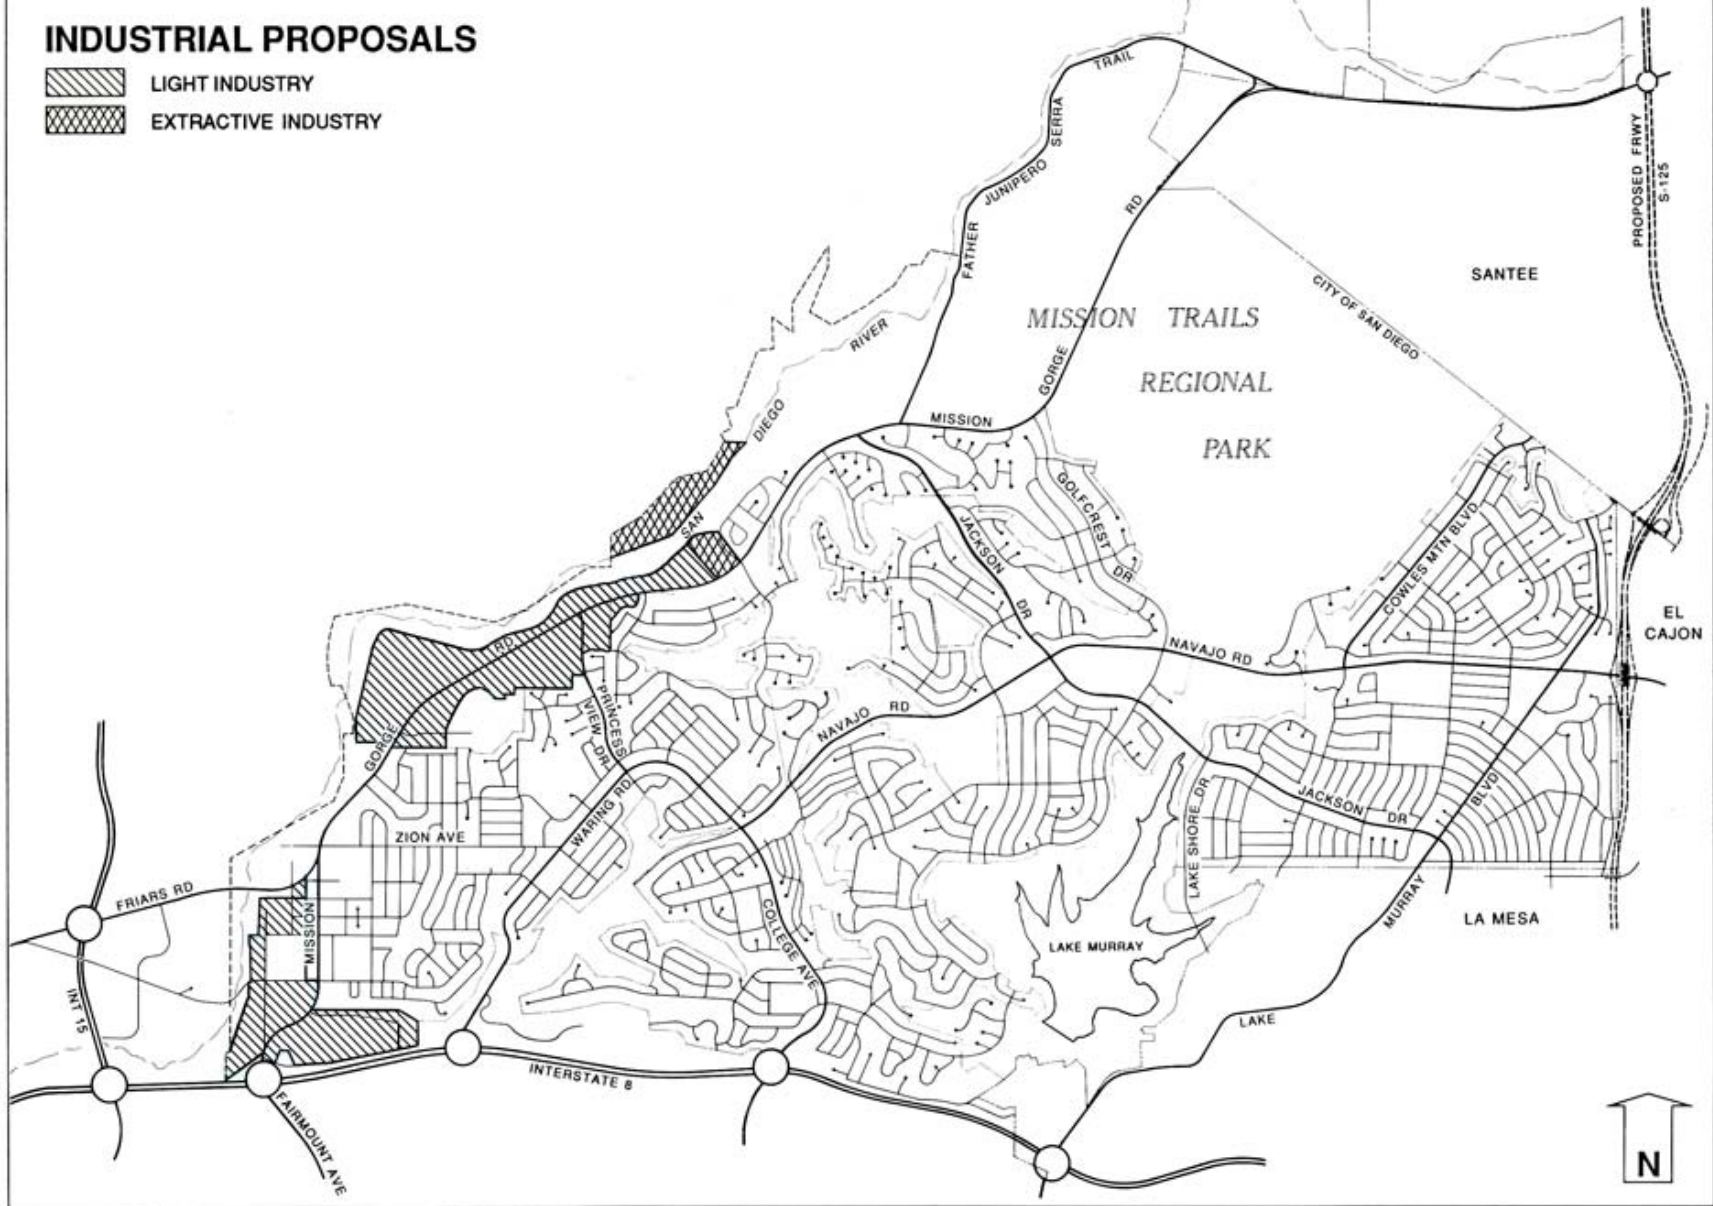 INDUSTRIAL PROPOSALS
LIGHT INDUSTRY
EXTRACTIVE INDUSTRY
TRAIL
SERRA
JUNIPERO
FATHER
RD
PROPOSED FRWY
S-125
SANTEE
CITY OF SAN DIEGO
MISSION TRAILS
REGIONAL
PARK
RIVER
DIEGO
SAN
GORGE
MISSION
GOLFCREST
DR
JACKSON
DR
COWLES MTN BLVD
EL
CAJON
NAVAJO RD
RD
PRINCESS
VIEW DR
NAVAJO RD
GORGE
WARING RD
ZION AVE
LAKE SHORE DR
JACKSON DR
BLVD
FRIARS RD
MISSION
COLLEGE AVE
LAKE MURRAY
MURRAY
LA MESA
INT 15
LAKE
INTERSTATE 8
FAIRMOUNT AVE
N